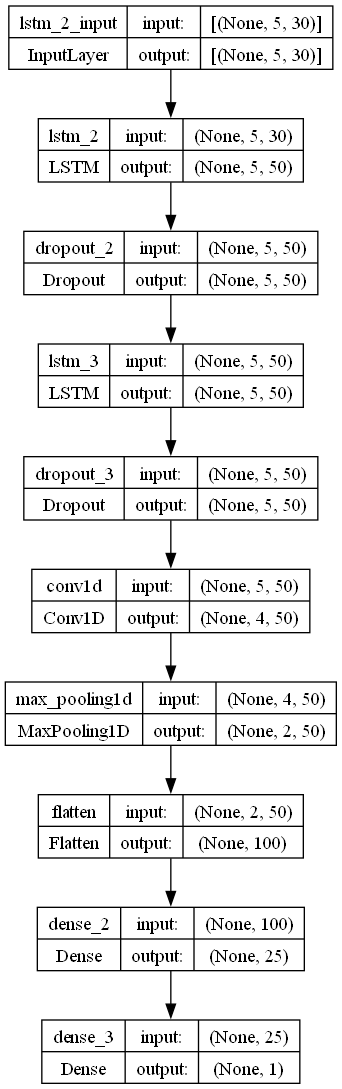 lstm_2_input input: [(None, 5, 30)]
InputLayer output: [(None, 5, 30)]
lstm_2 input: (None, 5, 30)
LSTM output: (None, 5, 50)
dropout_2 input: (None, 5, 50)
Dropout output: (None, 5, 50)
lstm_3 input: (None, 5, 50)
LSTM output: (None, 5, 50)
dropout_3 input: (None, 5, 50)
Dropout output: (None, 5, 50)
conv1d input: (None, 5, 50)
Conv1D output: (None, 4, 50)
max_pooling1d input: (None, 4, 50)
MaxPooling1D output: (None, 2, 50)
flatten input: (None, 2, 50)
Flatten output: (None, 100)
dense_2 input: (None, 100)
Dense output: (None, 25)
dense_3 input: (None, 25)
Dense output: (None, 1)